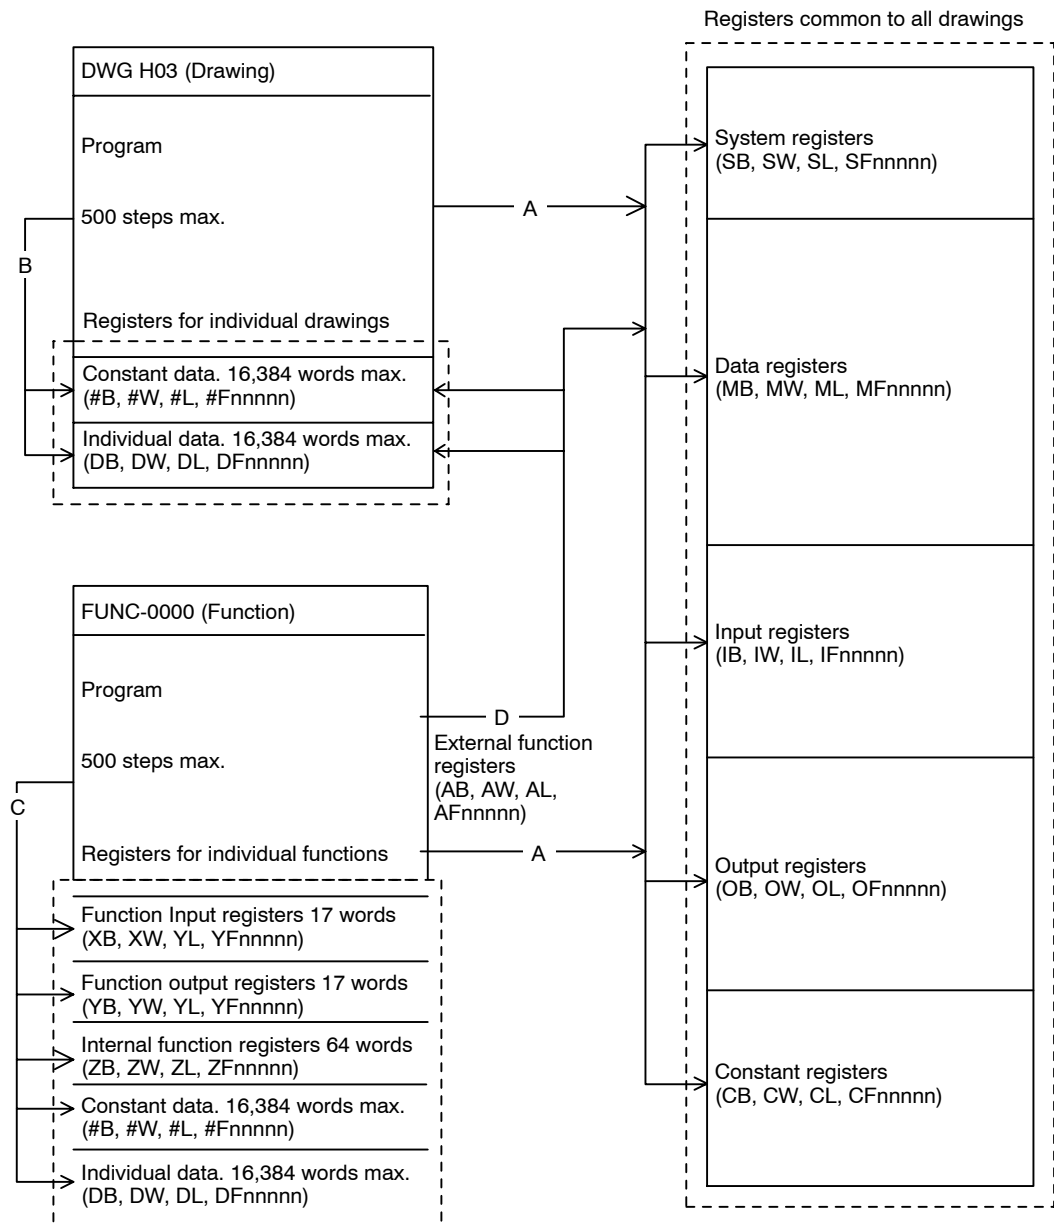 Registers common to all drawings
DWG H03 (Drawing)
Program
500 steps max.
Registers for individual drawings
Constant data. 16,384 words max.
(#B, #W, #L, #Fnnnnn)
Individual data. 16,384 words max.
(DB, DW, DL, DFnnnnn)
B
A
FUNC-0000 (Function)
Program
500 steps max.
Registers for individual functions
C
D
External function
registers
(AB, AW, AL,
AFnnnnn)
A
Function Input registers 17 words
(XB, XW, YL, YFnnnnn)
Function output registers 17 words
(YB, YW, YL, YFnnnnn)
Internal function registers 64 words
(ZB, ZW, ZL, ZFnnnnn)
Constant data. 16,384 words max.
(#B, #W, #L, #Fnnnnn)
Individual data. 16,384 words max.
(DB, DW, DL, DFnnnnn)
System registers
(SB, SW, SL, SFnnnnn)
Data registers
(MB, MW, ML, MFnnnnn)
Input registers
(IB, IW, IL, IFnnnnn)
Output registers
(OB, OW, OL, OFnnnnn)
Constant registers
(CB, CW, CL, CFnnnnn)